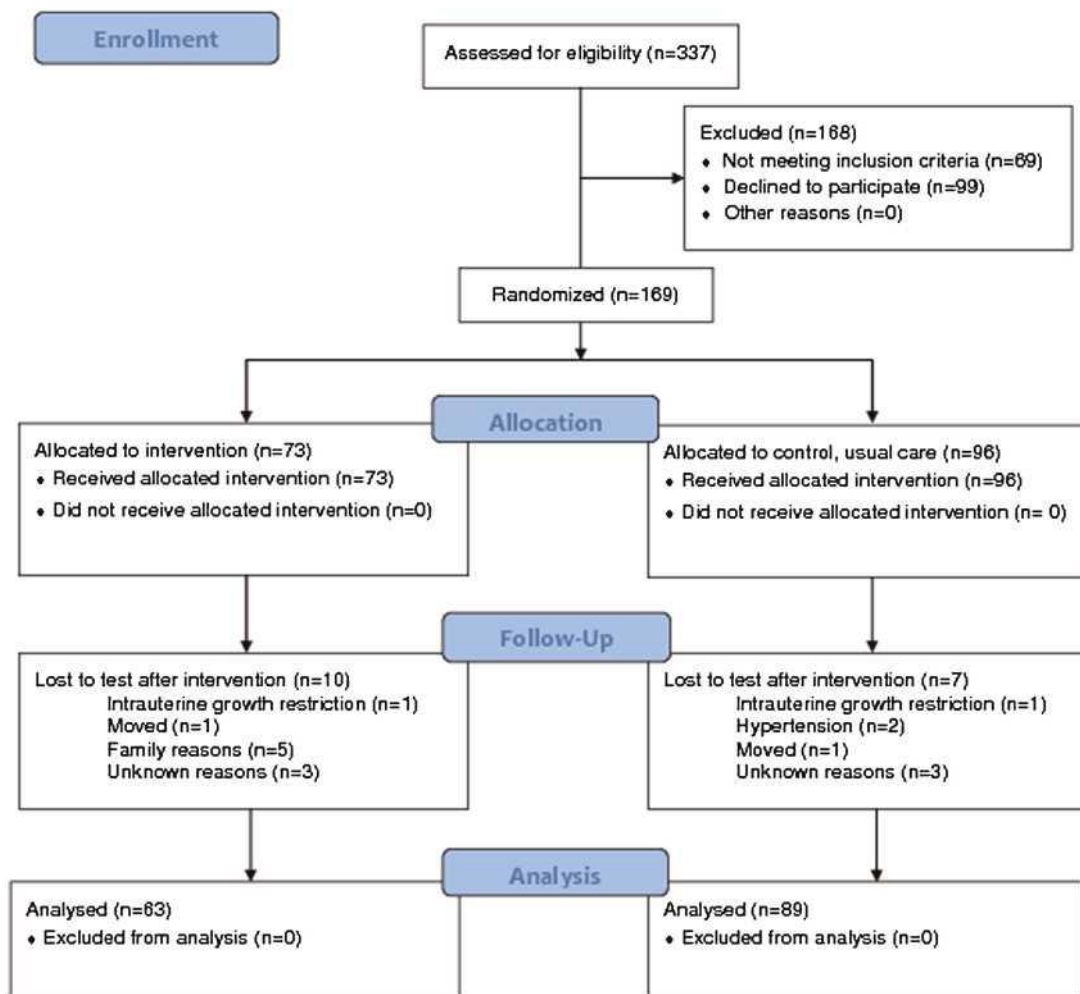 Enrollment
Assessed for eligibility (n=337)
Excluded (n=168)
♦ Not meeting inclusion criteria (n=69)
♦ Declined to participate (n=99)
♦ Other reasons (n=0)
Randomized (n=169)
Allocation
Allocated to intervention (n=73)
♦ Received allocated intervention (n=73)
♦ Did not receive allocated intervention (n=0)
Allocated to control, usual care (n=96)
♦ Received allocated intervention (n=96)
♦ Did not receive allocated intervention (n= 0)
Follow-Up
Lost to test after intervention (n=10)
Intrauterine growth restriction (n=1)
Moved (n=1)
Family reasons (n=5)
Unknown reasons (n=3)
Lost to test after intervention (n=7)
Intrauterine growth restriction (n=1)
Hypertension (n=2)
Moved (n=1)
Unknown reasons (n=3)
Analysis
Analysed (n=63)
♦ Excluded from analysis (n=0)
Analysed (n=89)
♦ Excluded from analysis (n=0)